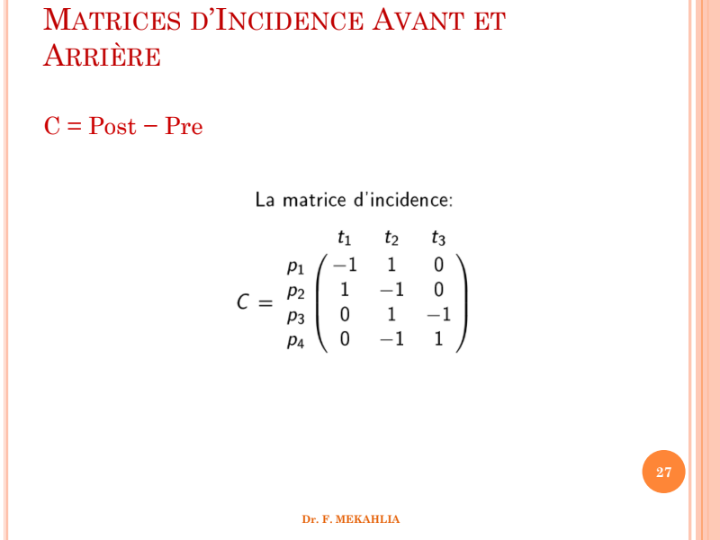 MATRICES D'INCIDENCE AVANT ET
ARRIÈRE
C = Post − Pre
La matrice d'incidence:
t1 t2 t3
p1 −1 1 0
p2 1 −1 0
C =
p3 0 1 −1
p4 0 −1 1
27
Dr. F. MEKAHLIA